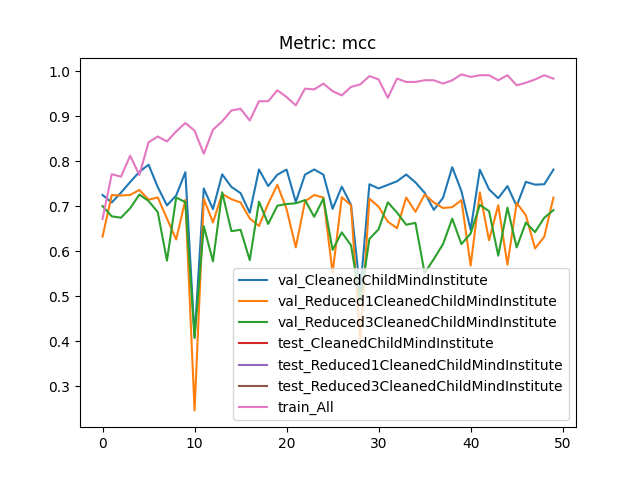 Metric: mcc
1.0
0.9
0.8
0.7
0.6
0.5
0.4
0.3
0 10 20 30 40 50
val_CleanedChildMindInstitute
val_Reduced1CleanedChildMindInstitute
val_Reduced3CleanedChildMindInstitute
test_CleanedChildMindInstitute
test_Reduced1CleanedChildMindInstitute
test_Reduced3CleanedChildMindInstitute
train_All